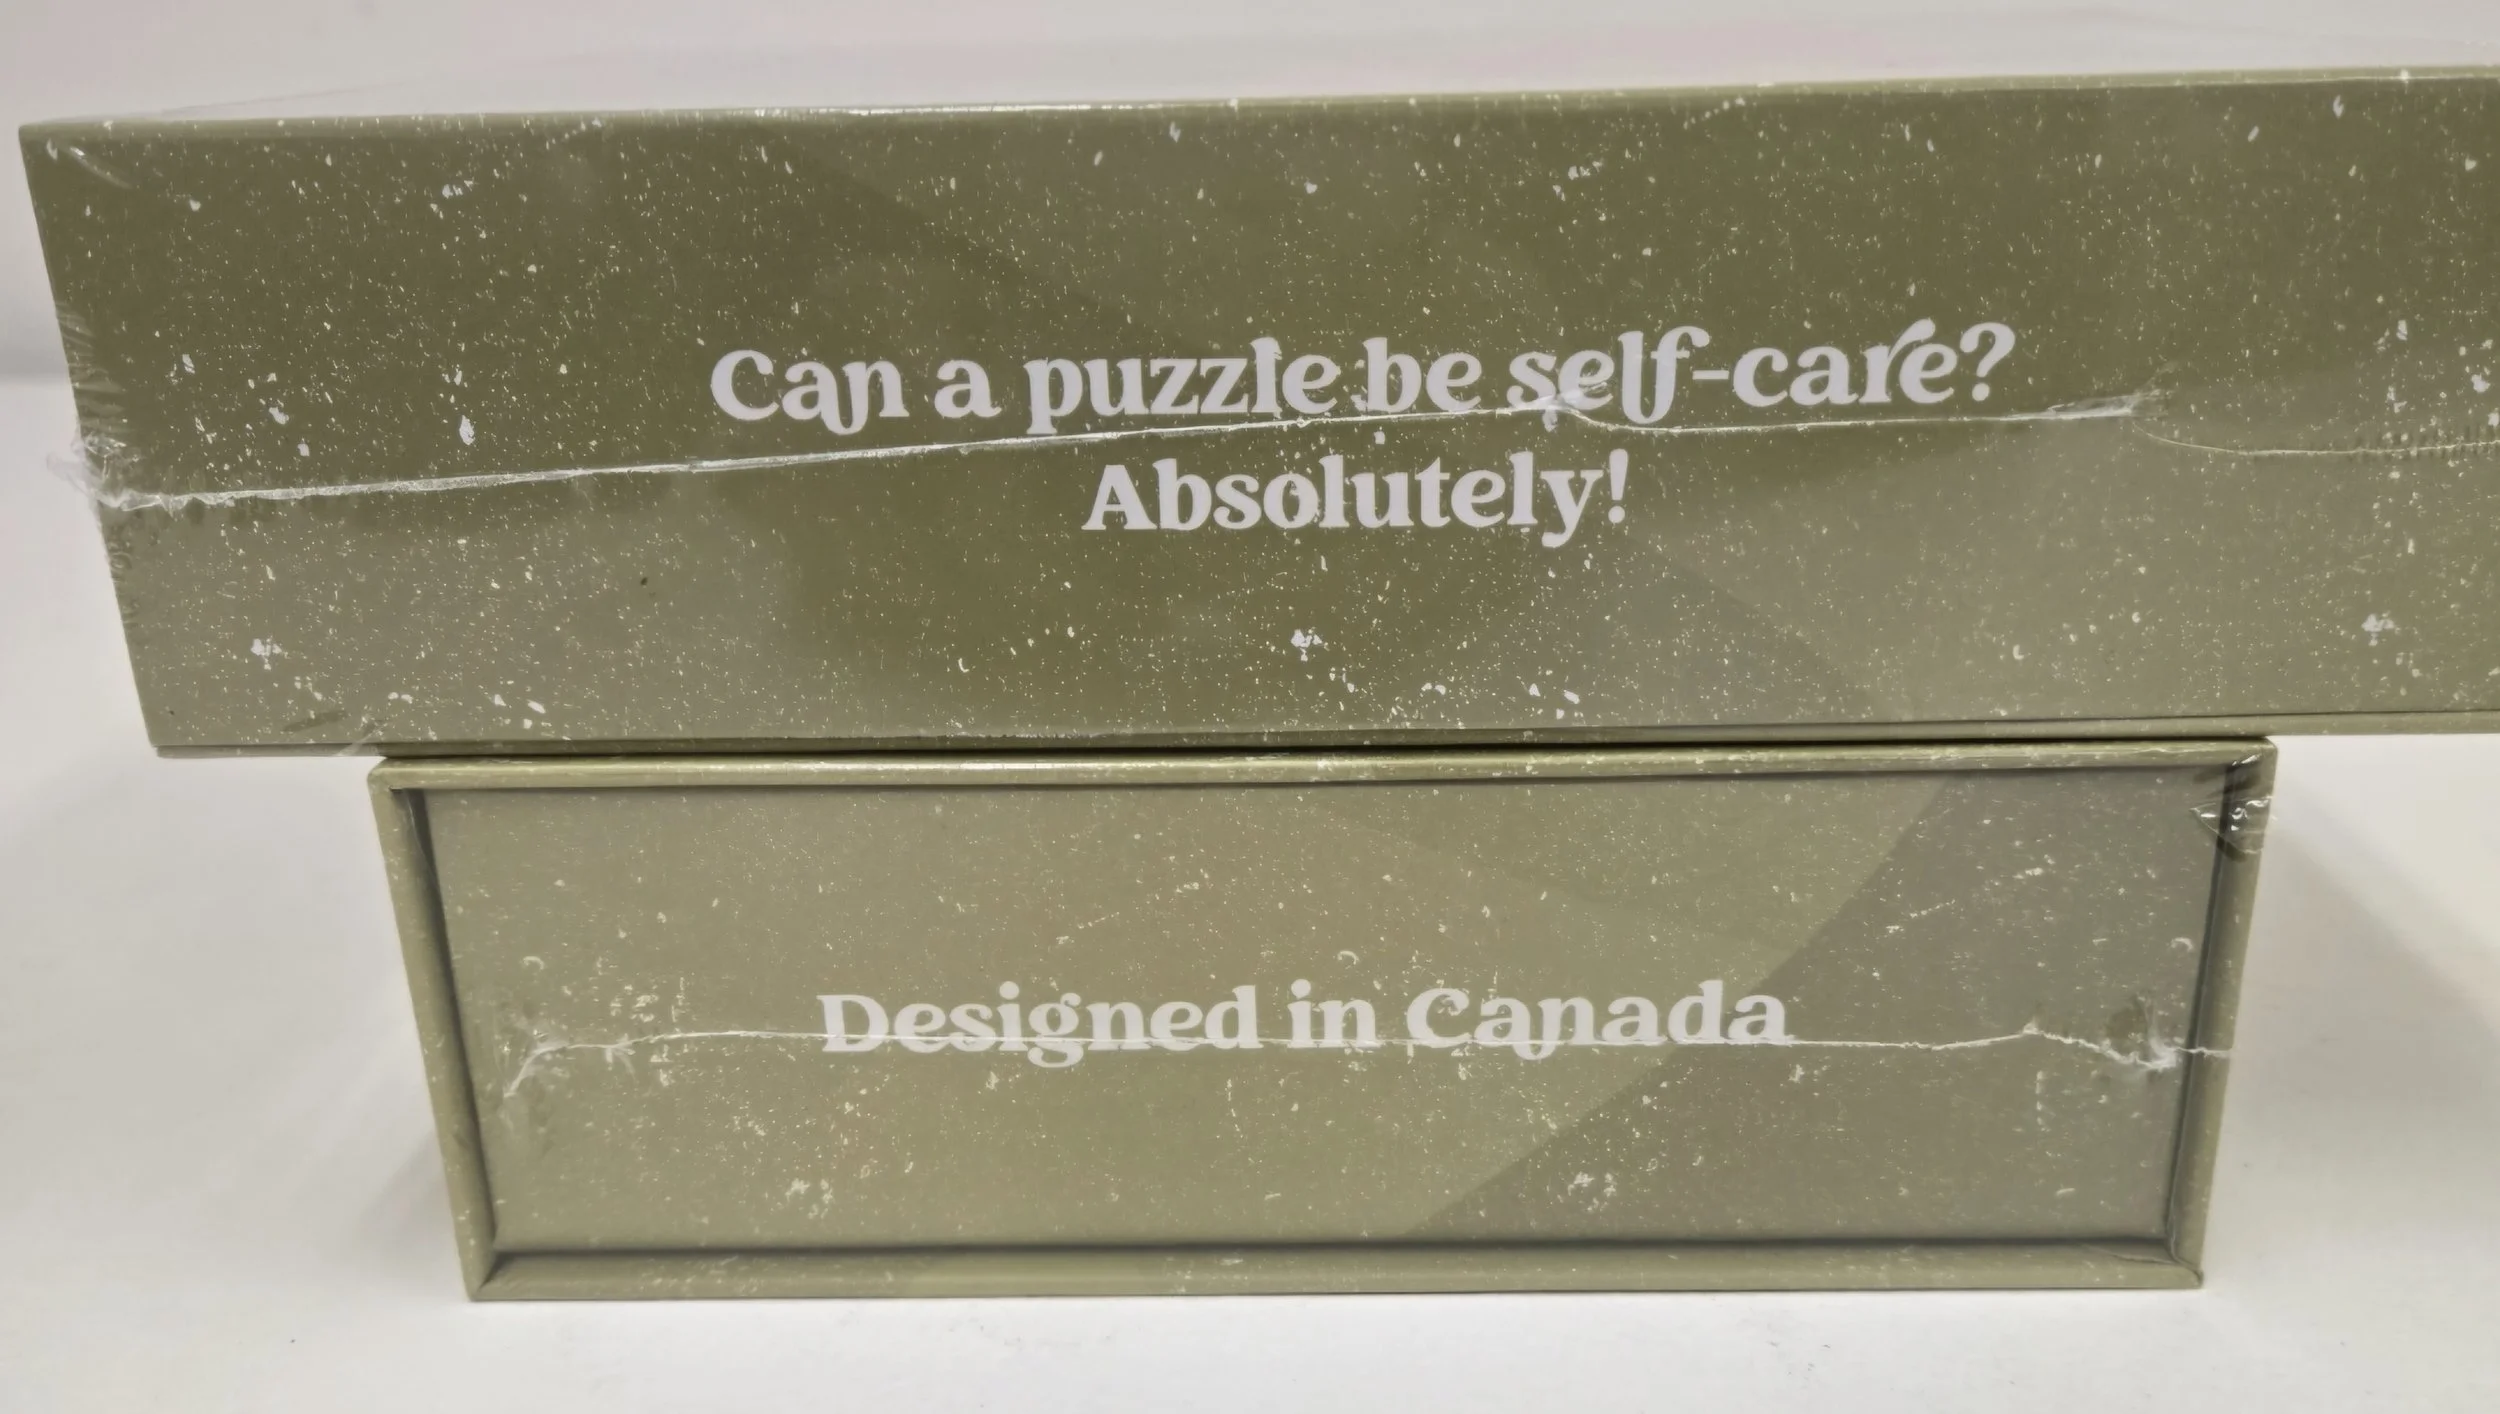 Can a puzzle be self-care?
Absolutely!
Designed in Canada